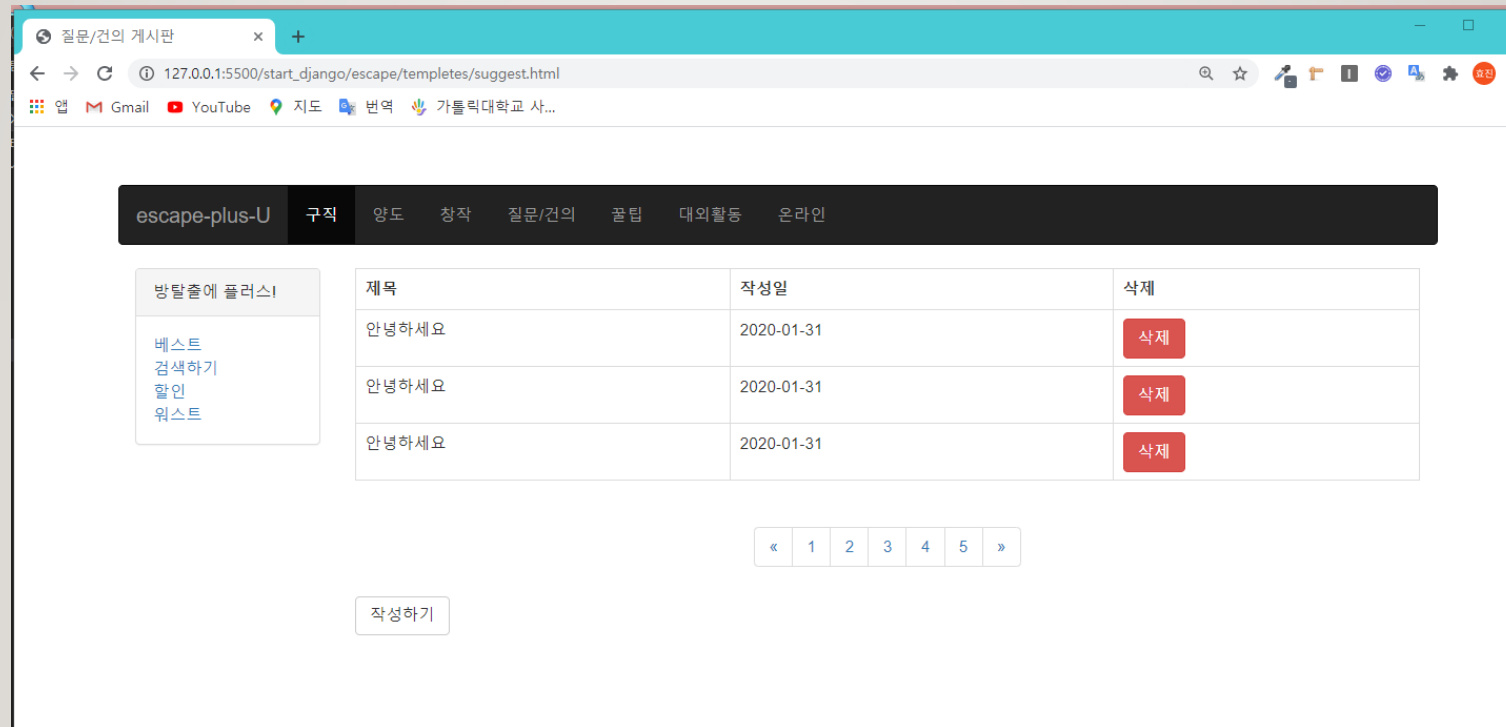 질문/건의 게시판
127.0.0.1:5500/start_django/escape/templetes/suggest.html
앱 Gmail YouTube 지도 번역 가톨릭대학교 사...
escape-plus-U 구직 양도 창작 질문/건의 꿀팁 대외활동 온라인
방탈출에 플러스!
베스트
검색하기
할인
워스트
제목 작성일 삭제
안녕하세요 2020-01-31 삭제
안녕하세요 2020-01-31 삭제
안녕하세요 2020-01-31 삭제
« 1 2 3 4 5 »
작성하기